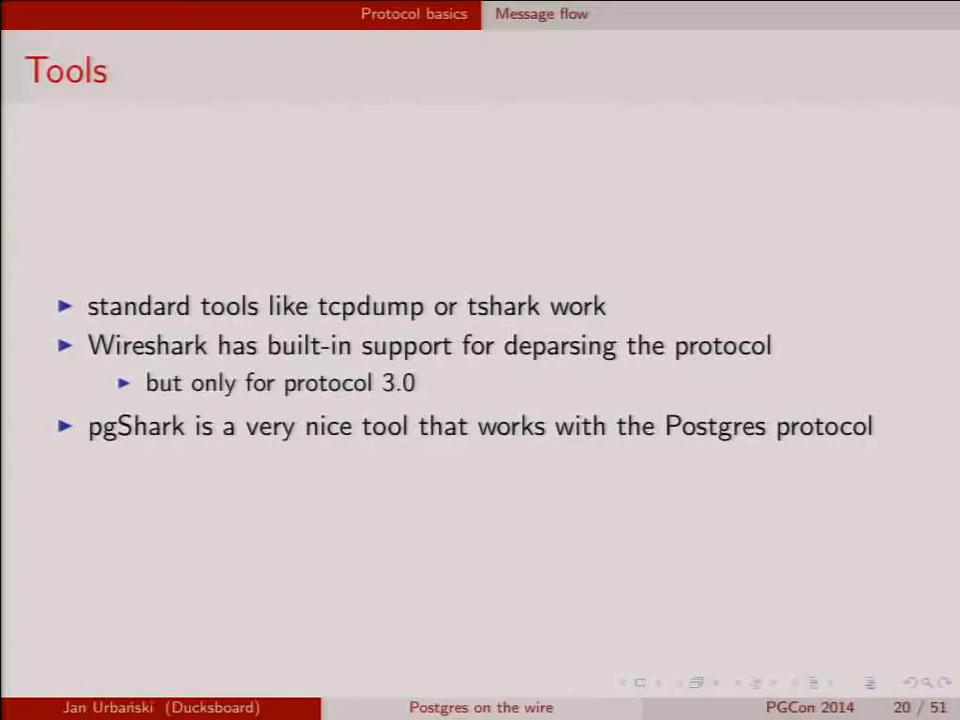 Protocol basics Message flow
Tools
standard tools like tcpdump or tshark work
Wireshark has built-in support for deparsing the protocol
but only for protocol 3.0
pgShark is a very nice tool that works with the Postgres protocol
Jan Urbański (Ducksboard) Postgres on the wire PGCon 2014 20 / 51